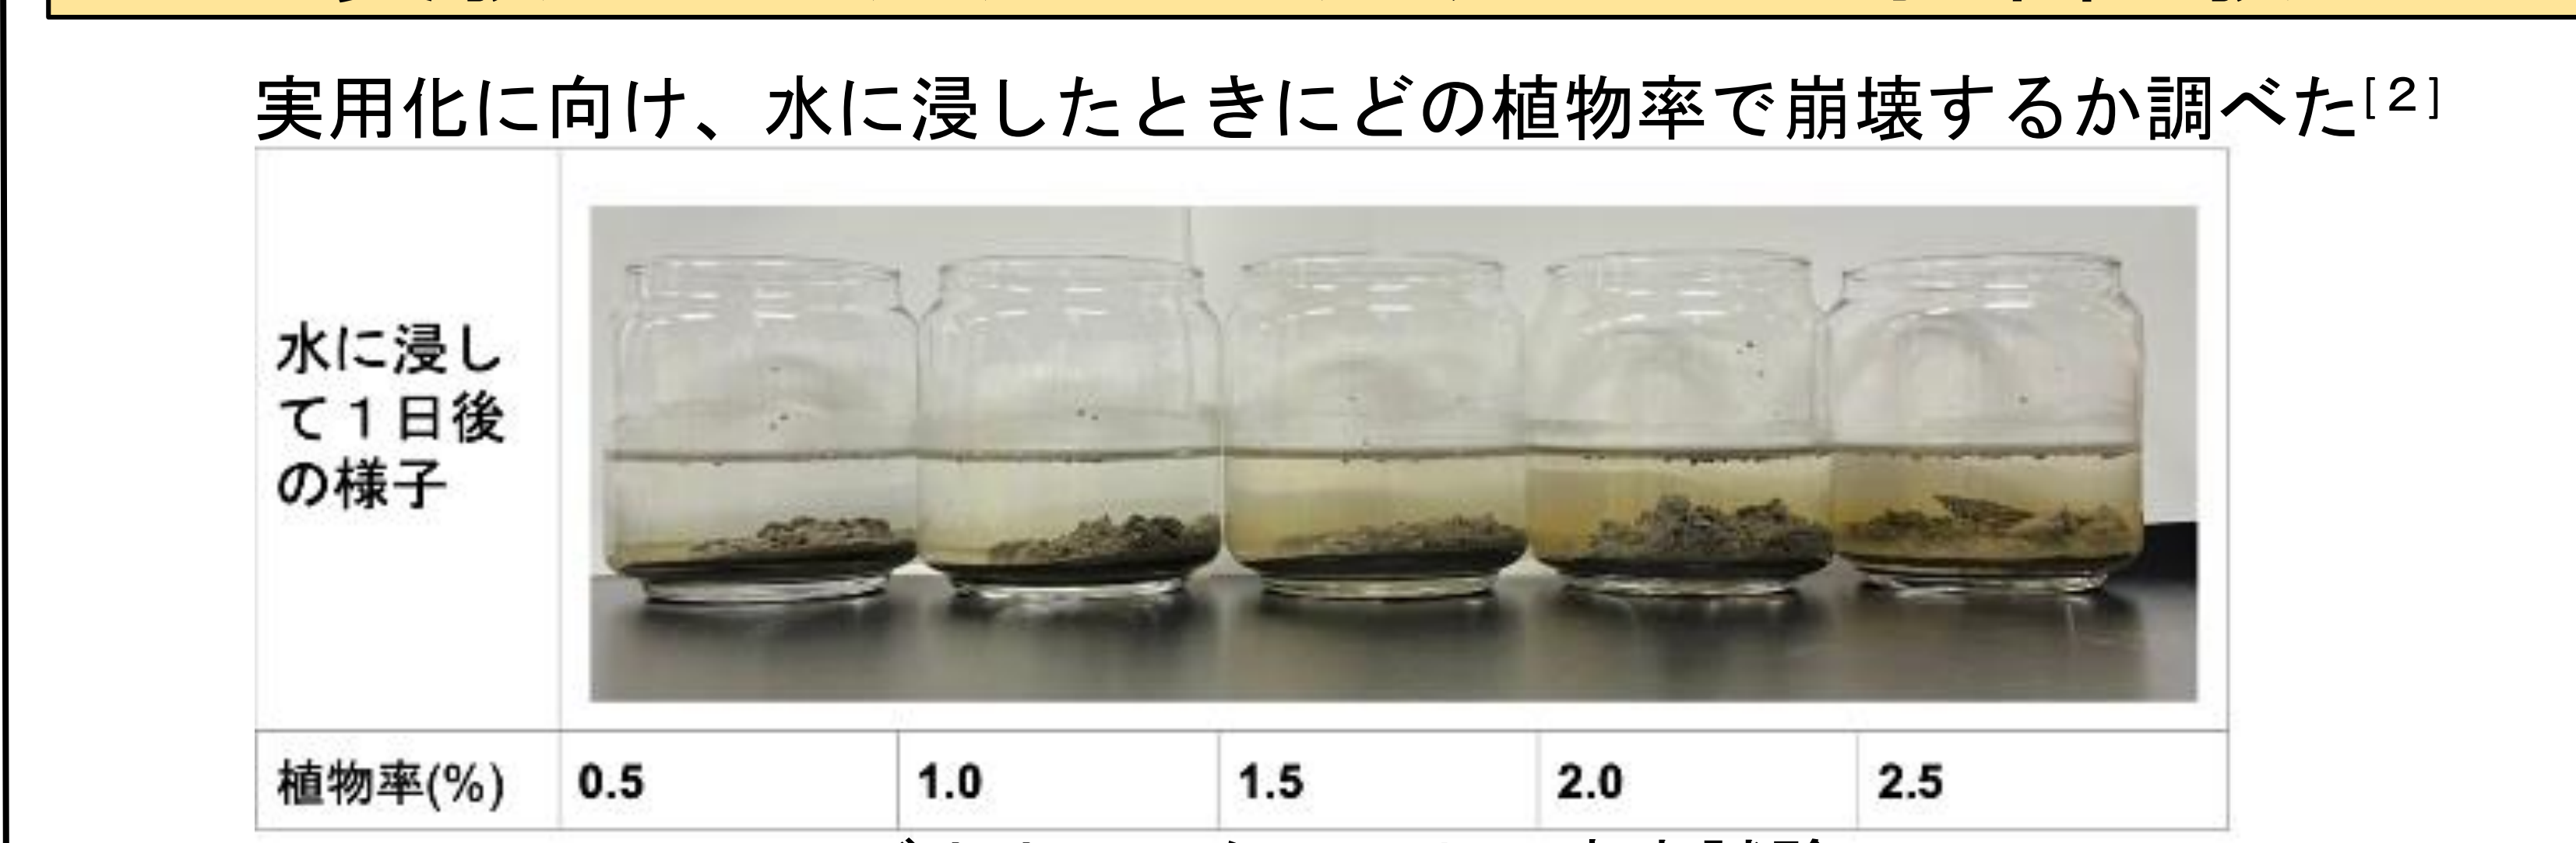 実用化に向け、水に浸したときにどの植物率で崩壊するか調べた[2]
水に浸し
て１日後
の様子
植物率(%) 0.5 1.0 1.5 2.0 2.5